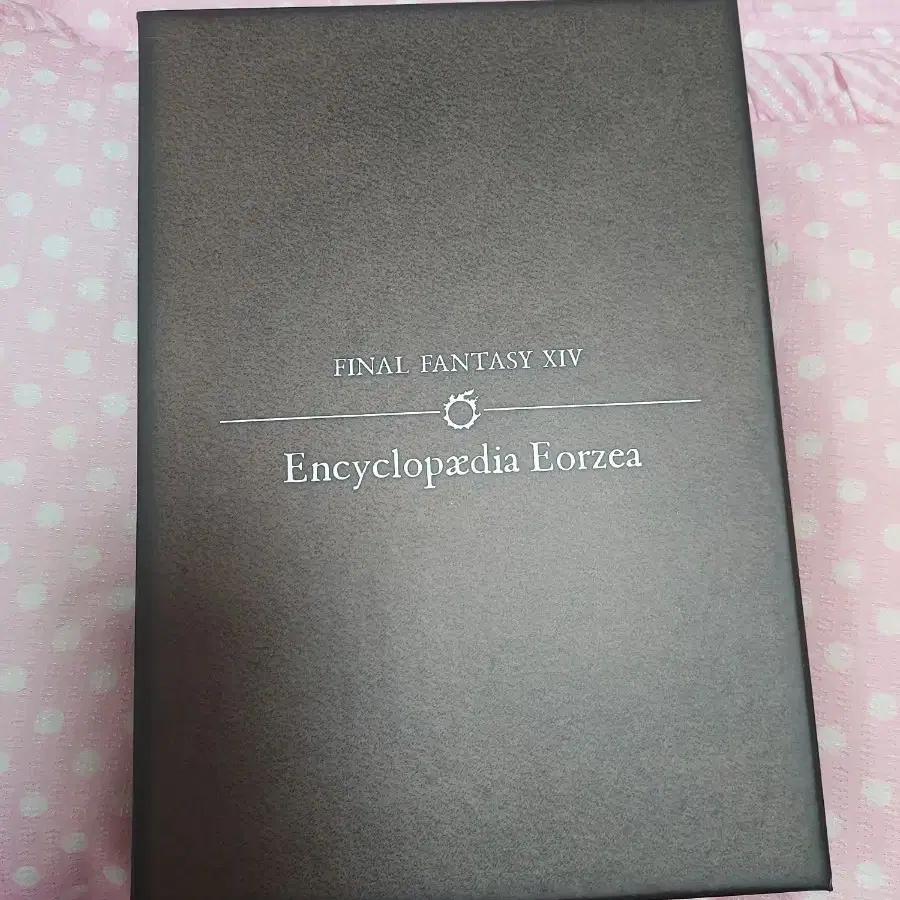 FINAL FANTASY XIV
Encyclopædia Eorzea